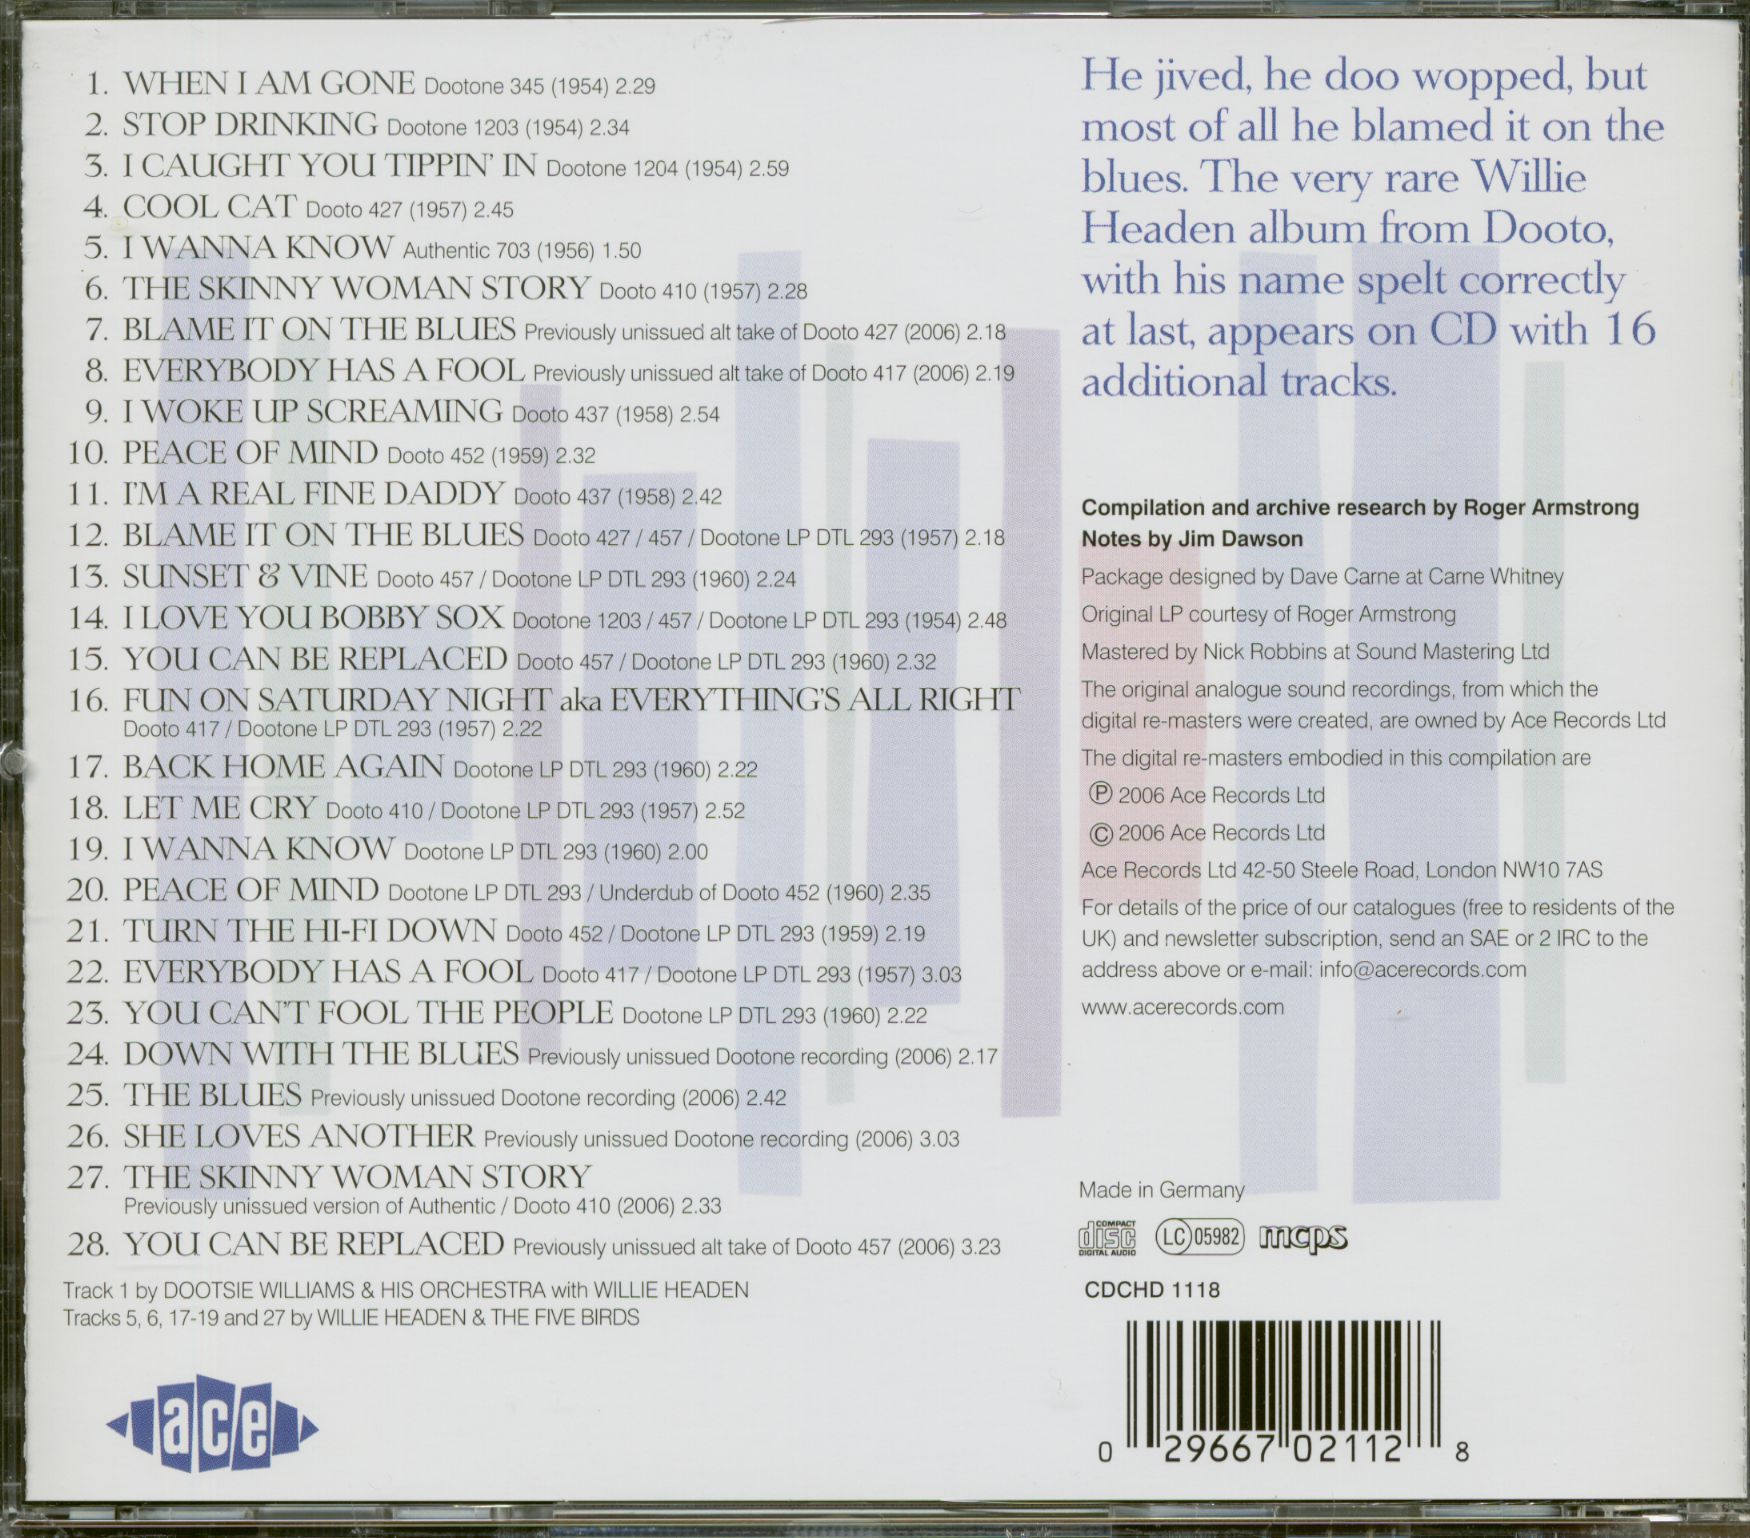 1. WHEN I AM GONE Dootone 345 (1954) 2.29
2. STOP DRINKING Dootone 1203 (1954) 2.34
3. I CAUGHT YOU TIPPIN' IN Dootone 1204 (1954) 2.59
4. COOL CAT Dooto 427 (1957) 2.45
5. I WANNA KNOW Authentic 703 (1956) 1.50
6. THE SKINNY WOMAN STORY Dooto 410 (1957) 2.28
7. BLAME IT ON THE BLUES Previously unissued alt take of Dooto 427 (2006) 2.18
8. EVERYBODY HAS A FOOL Previously unissued alt take of Dooto 417 (2006) 2.19
9. I WOKE UP SCREAMING Dooto 437 (1958) 2.54
10. PEACE OF MIND Dooto 452 (1959) 2.32
11. I'M A REAL FINE DADDY Dooto 437 (1958) 2.42
12. BLAME IT ON THE BLUES Dooto 427 / 457 / Dootone LP DTL 293 (1957) 2.18
13. SUNSET & VINE Dooto 457 / Dootone LP DTL 293 (1960) 2.24
14. I LOVE YOU BOBBY SOX Dootone 1203 / 457 / Dootone LP DTL 293 (1954) 2.48
15. YOU CAN BE REPLACED Dooto 457 / Dootone LP DTL 293 (1960) 2.32
16. FUN ON SATURDAY NIGHT aka EVERYTHING'S ALL RIGHT
Dooto 417 / Dootone LP DTL 293 (1957) 2.22
17. BACK HOME AGAIN Dootone LP DTL 293 (1960) 2.22
18. LET ME CRY Dooto 410 / Dootone LP DTL 293 (1957) 2.52
19. I WANNA KNOW Dootone LP DTL 293 (1960) 2.00
20. PEACE OF MIND Dootone LP DTL 293 / Underdub of Dooto 452 (1960) 2.35
21. TURN THE HI-FI DOWN Dooto 452 / Dootone LP DTL 293 (1959) 2.19
22. EVERYBODY HAS A FOOL Dooto 417 / Dootone LP DTL 293 (1957) 3.03
23. YOU CAN'T FOOL THE PEOPLE Dootone LP DTL 293 (1960) 2.22
24. DOWN WITH THE BLUES Previously unissued Dootone recording (2006) 2.17
25. THE BLUES Previously unissued Dootone recording (2006) 2.42
26. SHE LOVES ANOTHER Previously unissued Dootone recording (2006) 3.03
27. THE SKINNY WOMAN STORY
Previously unissued version of Authentic / Dooto 410 (2006) 2.33
28. YOU CAN BE REPLACED Previously unissued alt take of Dooto 457 (2006) 3.23
Track 1 by DOOTSIE WILLIAMS & HIS ORCHESTRA with WILLIE HEADEN
Tracks 5, 6, 17-19 and 27 by WILLIE HEADEN & THE FIVE BIRDS
ace
He jived, he doo wopped, but
most of all he blamed it on the
blues. The very rare Willie
Headen album from Dooto,
with his name spelt correctly
at last, appears on CD with 16
additional tracks.
Compilation and archive research by Roger Armstrong
Notes by Jim Dawson
Package designed by Dave Carne at Carne Whitney
Original LP courtesy of Roger Armstrong
Mastered by Nick Robbins at Sound Mastering Ltd
The original analogue sound recordings, from which the
digital re-masters were created, are owned by Ace Records Ltd
The digital re-masters embodied in this compilation are
℗ 2006 Ace Records Ltd
© 2006 Ace Records Ltd
Ace Records Ltd 42-50 Steele Road, London NW10 7AS
For details of the price of our catalogues (free to residents of the
UK) and newsletter subscription, send an SAE or 2 IRC to the
address above or e-mail: info@acerecords.com
www.acerecords.com
Made in Germany
COMPACT disc DIGITAL AUDIO LC 05982 mcps
CDCHD 1118
0 29667 02112 8